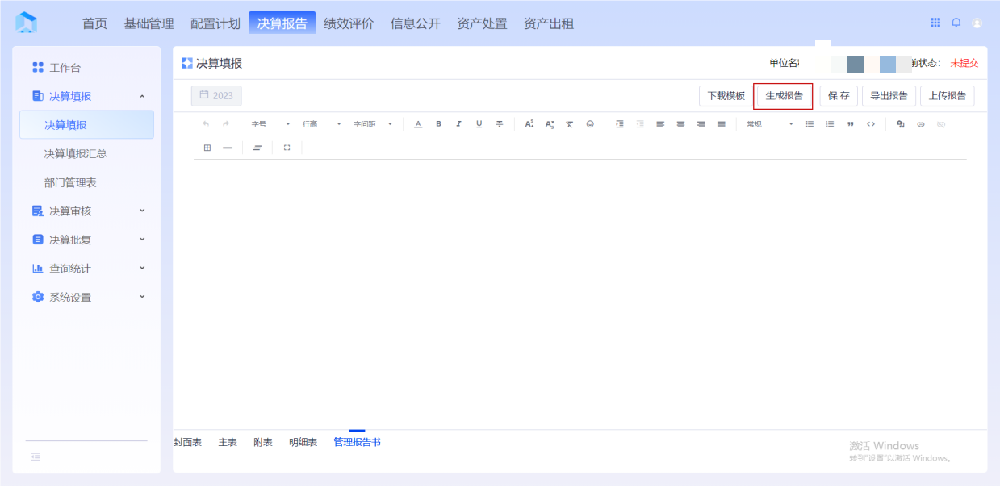 首页 基础管理 配置计划 决算报告 绩效评价 信息公开 资产处置 资产出租
工作台
决算填报
决算填报
决算填报汇总
部门管理表
决算审核
决算批复
查询统计
系统设置
决算填报
单位名 前状态： 未提交
2023 下载模板 生成报告 保存 导出报告 上传报告
字号 行高 字间距 A B I U T 常规
封面表 主表 附表 明细表 管理报告书
激活 Windows
转到"设置"以激活 Windows。